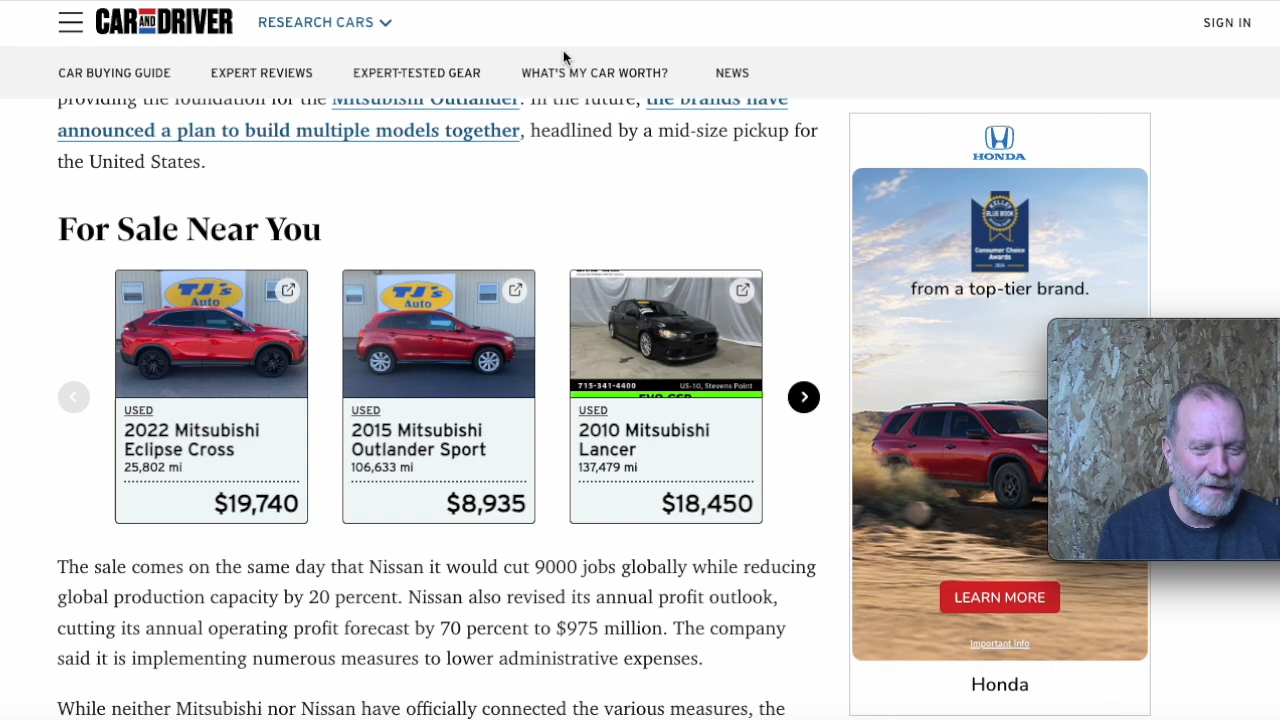 CAR AND DRIVER
RESEARCH CARS
SIGN IN
CAR BUYING GUIDE
EXPERT REVIEWS
EXPERT-TESTED GEAR
WHAT'S MY CAR WORTH?
NEWS
providing the foundation for the Mitsubishi Outlander. In the future, the brands have
announced a plan to build multiple models together, headlined by a mid-size pickup for
the United States.
For Sale Near You
TJ's
Auto
USED
2022 Mitsubishi
Eclipse Cross
25,802 mi
$19,740
TJ's
Auto
USED
2015 Mitsubishi
Outlander Sport
106,633 mi
$8,935
715-341-4400 US-10, Stevens Point
USED
2010 Mitsubishi
Lancer
137,479 mi
$18,450
The sale comes on the same day that Nissan it would cut 9000 jobs globally while reducing
global production capacity by 20 percent. Nissan also revised its annual profit outlook,
cutting its annual operating profit forecast by 70 percent to $975 million. The company
said it is implementing numerous measures to lower administrative expenses.
While neither Mitsubishi nor Nissan have officially connected the various measures, the
HONDA
KELLEY
BLUE BOOK
Consumer Choice
Awards
from a top-tier brand.
LEARN MORE
Important Info
Honda